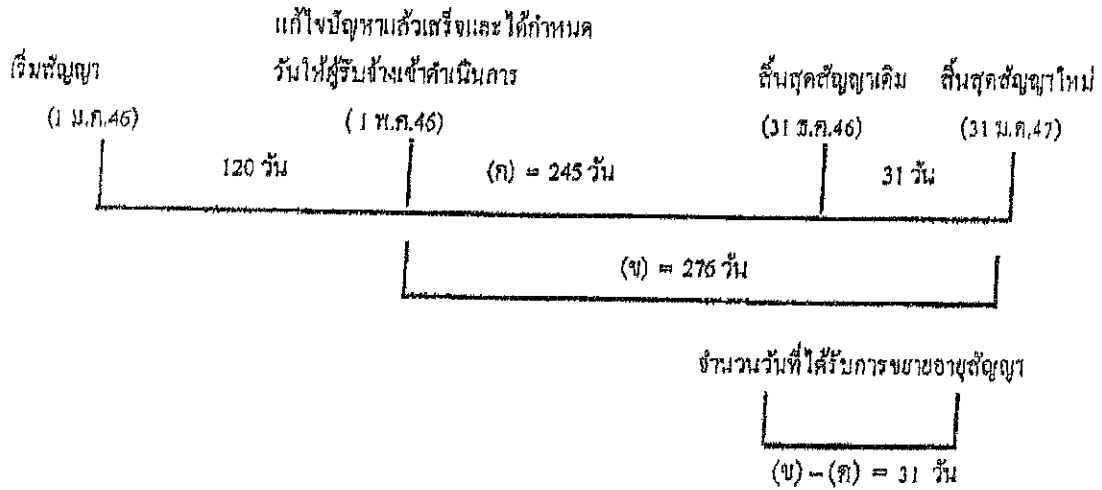 แก้ไขปัญหาแล้วเสร็จและได้กำหนด
เริ่มสัญญา วันให้ผู้รับจ้างเข้าดำเนินการ สิ้นสุดสัญญาเดิม สิ้นสุดสัญญาใหม่
(1 ม.ค.46) (1 พ.ค.46) (31 ธ.ค.46) (31 ม.ค.47)
120 วัน (ก) = 245 วัน 31 วัน
(ข) = 276 วัน
จำนวนวันที่ได้รับการขยายอายุสัญญา
(ข) – (ก) = 31 วัน